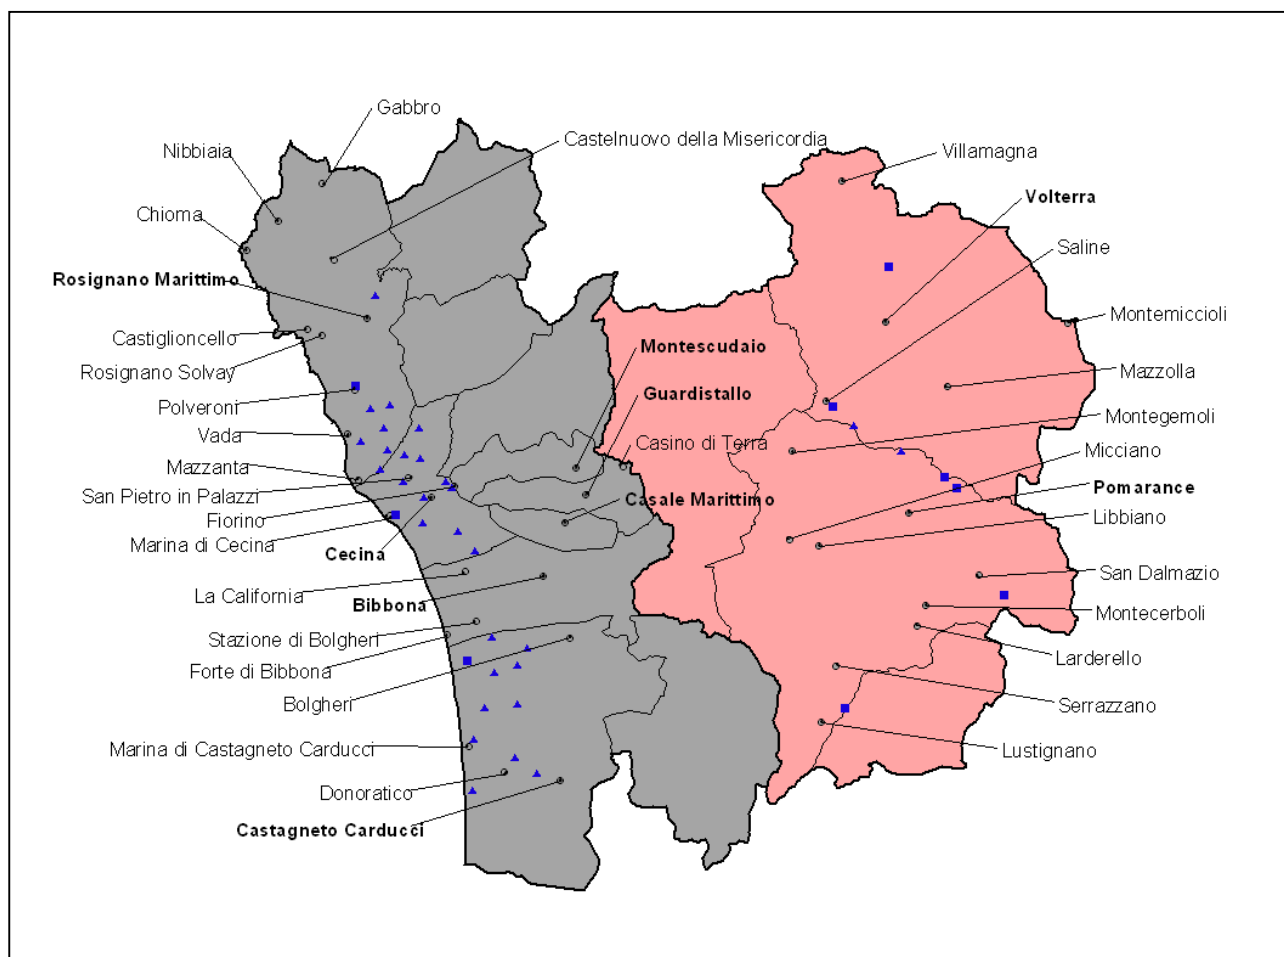 Gabbro
Castelnuovo della Misericordia
Nibbiaia
Villamagna
Volterra
Chioma
Saline
Rosignano Marittimo
Montemiccioli
Castiglioncello
Montescudaio
Rosignano Solvay
Mazzolla
Guardistallo
Polveroni
Montegemoli
Vada
Casino di Terra
Micciano
Mazzanta
San Pietro in Palazzi
Pomarance
Casale Marittimo
Fiorino
Libbiano
Marina di Cecina
Cecina
San Dalmazio
La California
Bibbona
Montecerboli
Stazione di Bolgheri
Larderello
Forte di Bibbona
Bolgheri
Serrazzano
Marina di Castagneto Carducci
Lustignano
Donoratico
Castagneto Carducci